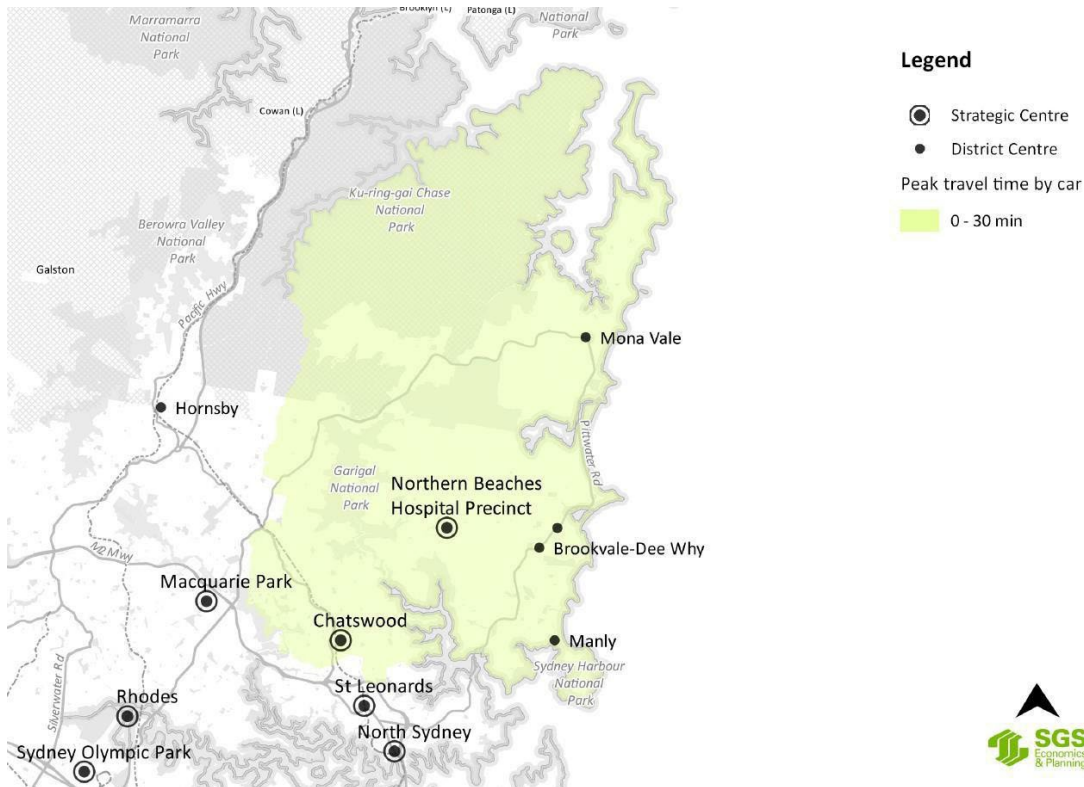 Brooklyn (L)
Patonga (L)
Marramarra
National
Park
National
Park
Cowan (L)
Ku-ring-gai Chase
National
Park
Berowra Valley
National
Park
Galston
Pacific Hwy
Mona Vale
Hornsby
Pittwater Rd
Garigal
National
Park
Northern Beaches
Hospital Precinct
Brookvale-Dee Why
M2 Mwy
Macquarie Park
Chatswood
Manly
Sydney Harbour
National
Park
St Leonards
Silverwater Rd
Rhodes
North Sydney
Sydney Olympic Park
Legend
Strategic Centre
District Centre
Peak travel time by car
0 - 30 min
SGS
Economics
& Planning